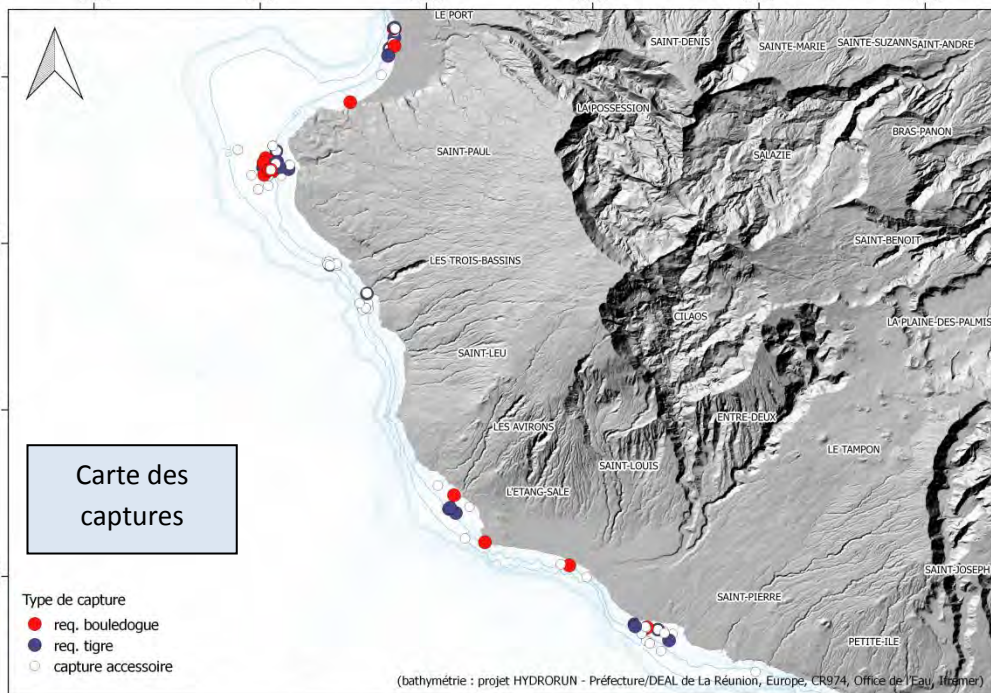 LE PORT
SAINT-DENIS
SAINTE-MARIE
SAINTE-SUZANN
SAINT-ANDRE
LA POSSESSION
BRAS-PANON
SAINT-PAUL
SALAZIE
SAINT-BENOIT
LES TROIS-BASSINS
CILAOS
LA PLAINE-DES-PALMIS
SAINT-LEU
ENTRE-DEUX
LES AVIRONS
LE TAMPON
SAINT-LOUIS
L'ETANG-SALE
Carte des
captures
SAINT-JOSEPH
SAINT-PIERRE
PETITE-ILE
Type de capture
req. bouledogue
req. tigre
capture accessoire
(bathymétrie : projet HYDRORUN - Préfecture/DEAL de La Réunion, Europe, CR974, Office de l'Eau, Ifremer)